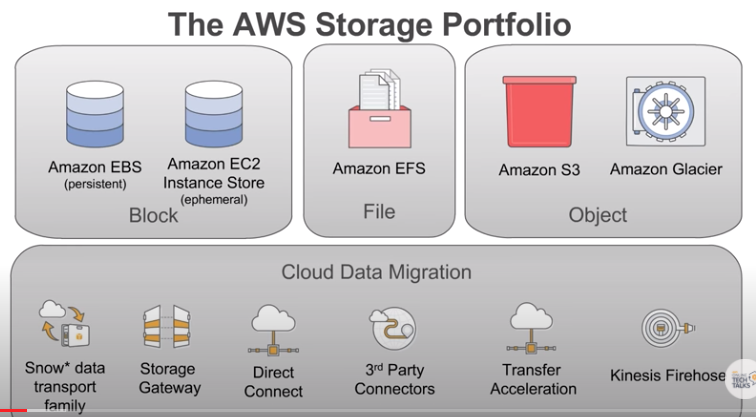 The AWS Storage Portfolio
Amazon EBS
(persistent)
Amazon EC2
Instance Store
(ephemeral)
Block
Amazon EFS
File
Amazon S3
Amazon Glacier
Object
Cloud Data Migration
Snow* data
transport
family
Storage
Gateway
Direct
Connect
3rd Party
Connectors
Transfer
Acceleration
Kinesis Firehose
TECH
TALKS